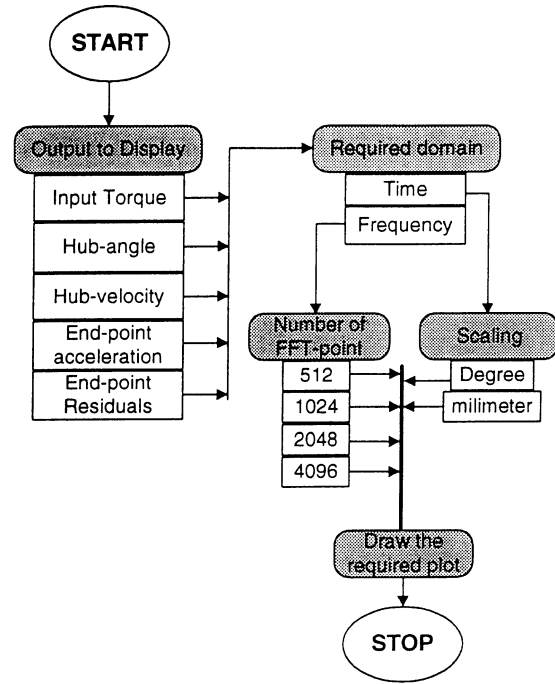 START
Output to Display
Input Torque
Hub-angle
Hub-velocity
End-point
acceleration
End-point
Residuals
Required domain
Time
Frequency
Number of
FFT-point
512
1024
2048
4096
Scaling
Degree
milimeter
Draw the
required plot
STOP